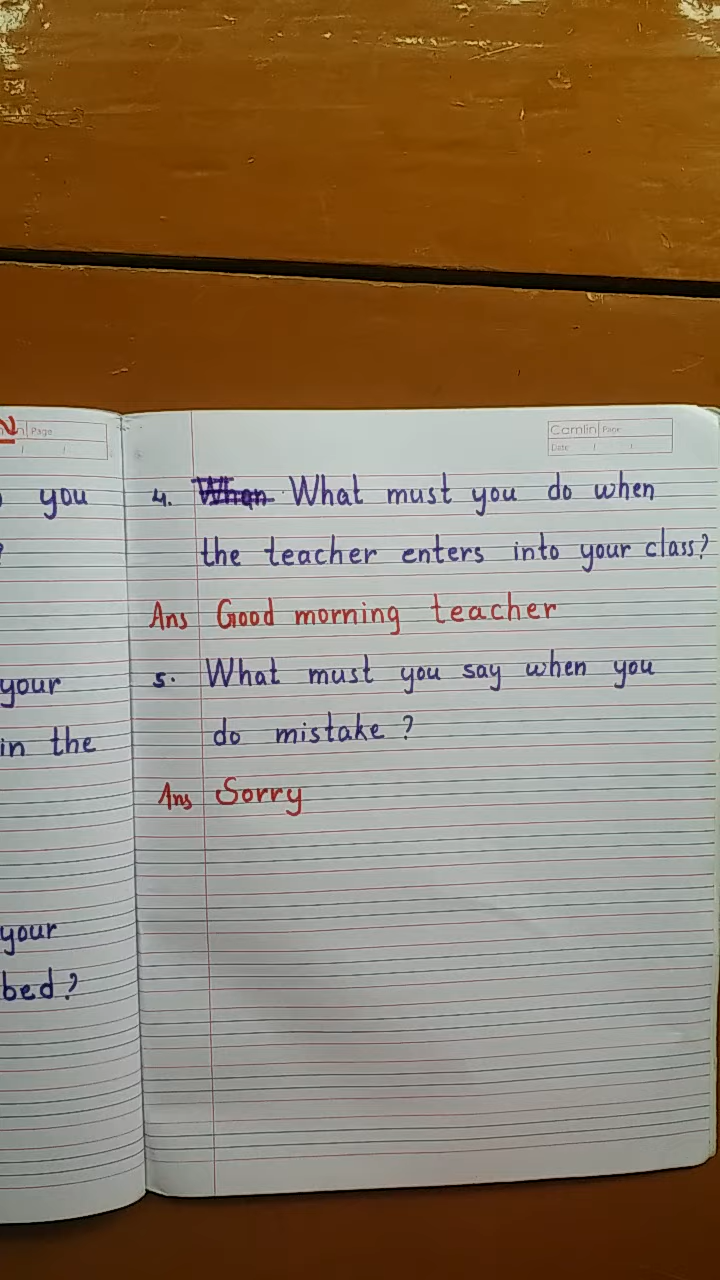 Page
you
your
in the
your
bed?
Camlin Page
Date
4. What must you do when
the teacher enters into your class?
Ans Good morning teacher
5. What must you say when you
do mistake?
Ans Sorry